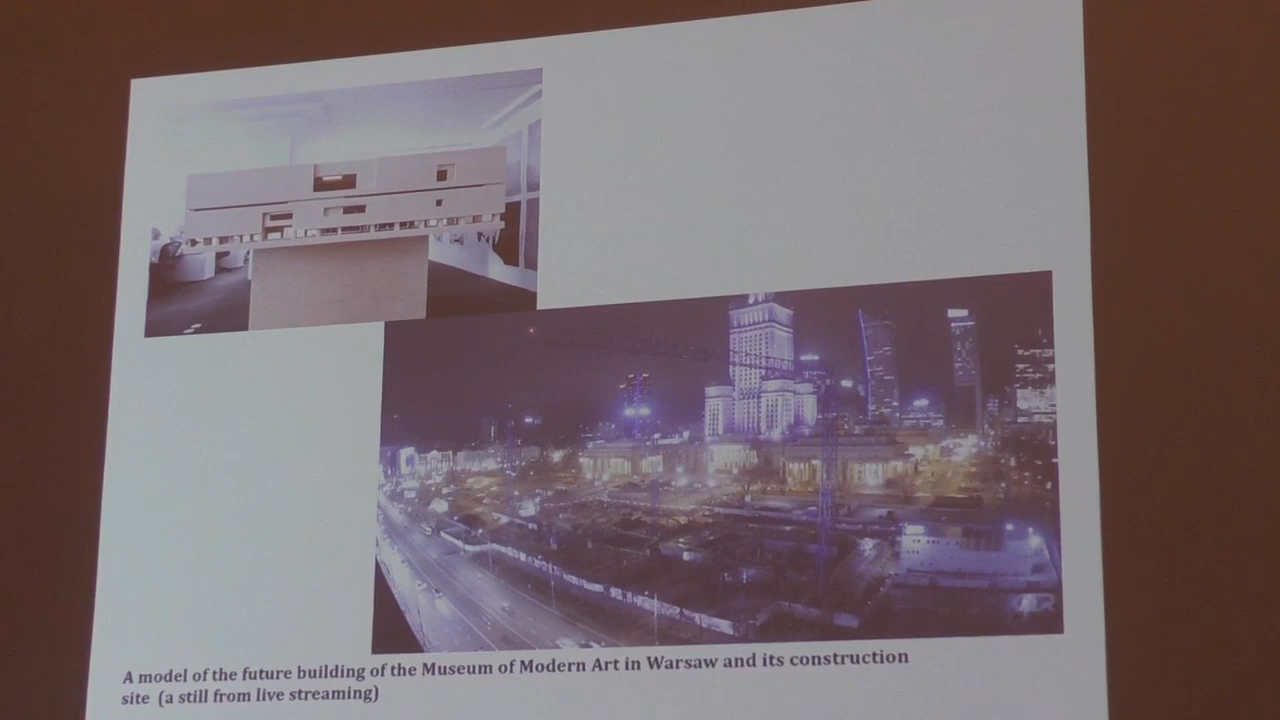 A model of the future building of the Museum of Modern Art in Warsaw and its construction
site (a still from live streaming)